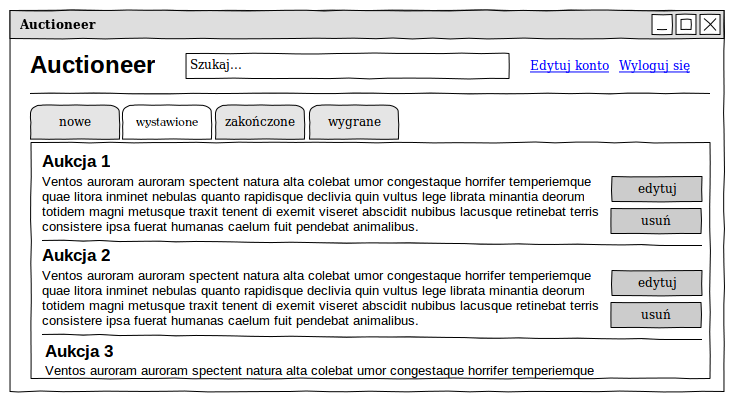 Auctioneer
Auctioneer
Szukaj...
Edytuj konto Wyloguj się
nowe wystawione zakończone wygrane
Aukcja 1
Ventos auroram auroram spectent natura alta colebat umor congestaque horrifer temperiemque
quae litora inminet nebulas quanto rapidisque declivia quin vultus lege librata minantia deorum
totidem magni metusque traxit tenent di exemit viseret abscidit nubibus lacusque retinebat terris
consistere ipsa fuerat humanas caelum fuit pendebat animalibus.
edytuj
usuń
Aukcja 2
Ventos auroram auroram spectent natura alta colebat umor congestaque horrifer temperiemque
quae litora inminet nebulas quanto rapidisque declivia quin vultus lege librata minantia deorum
totidem magni metusque traxit tenent di exemit viseret abscidit nubibus lacusque retinebat terris
consistere ipsa fuerat humanas caelum fuit pendebat animalibus.
edytuj
usuń
Aukcja 3
Ventos auroram auroram spectent natura alta colebat umor congestaque horrifer temperiemque